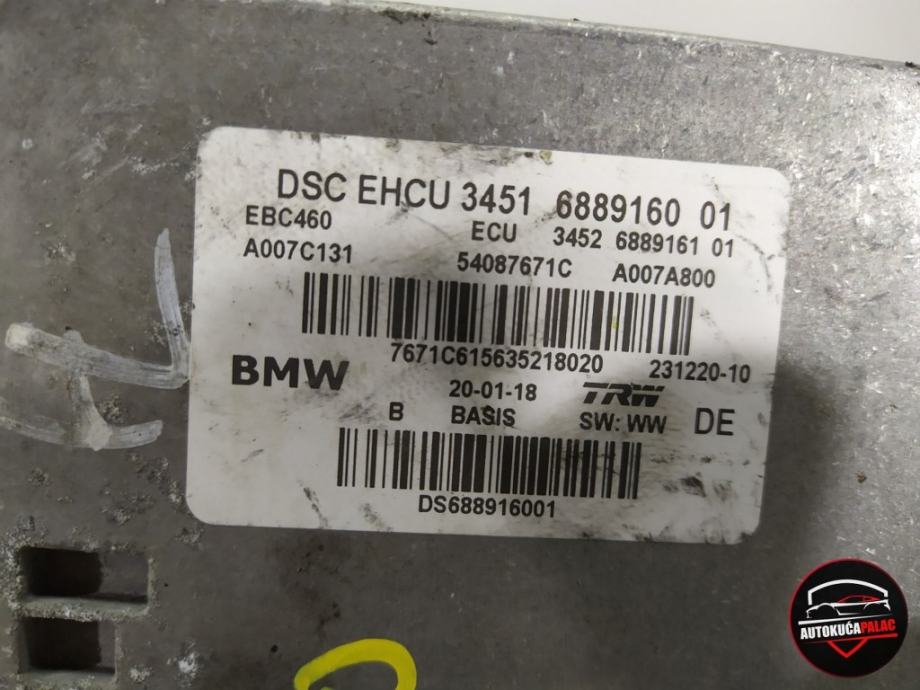 DSC EHCU 3451 6889160 01
EBC460 ECU 3452 6889161 01
A007C131 54087671C A007A800
7671C615635218020 231220-10
BMW 20-01-18 TRW
B BASIS SW: WW DE
DS688916001
AUTOKUĆAPALAC